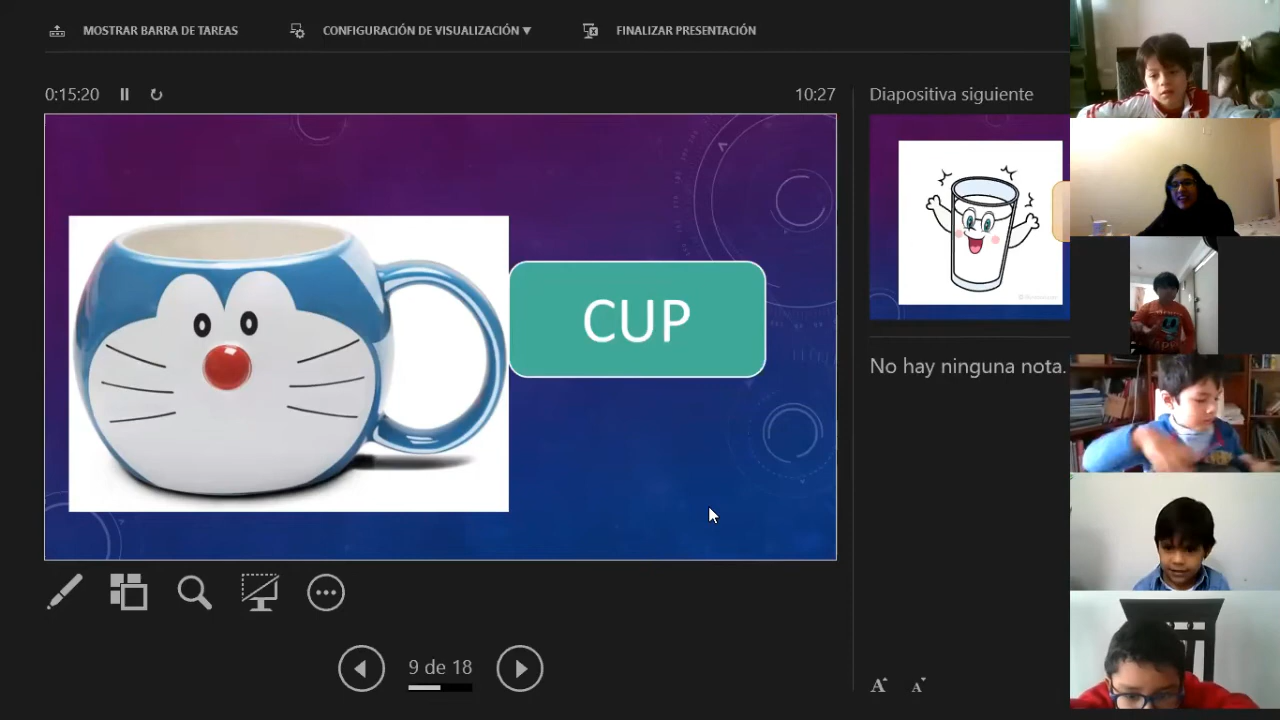 MOSTRAR BARRA DE TAREAS
CONFIGURACIÓN DE VISUALIZACIÓN ▼
FINALIZAR PRESENTACIÓN
0:15:20
10:27
Diapositiva siguiente
CUP
No hay ninguna nota.
9 de 18
A
A